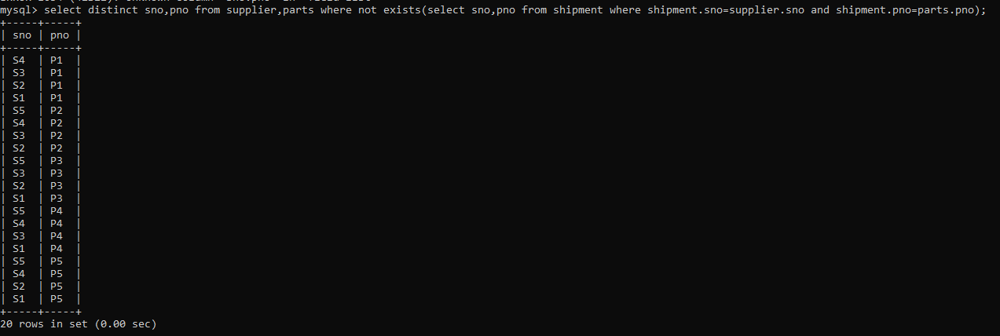 mysql> select distinct sno,pno from supplier,parts where not exists(select sno,pno from shipment where shipment.sno=supplier.sno and shipment.pno=parts.pno);
+-----+-----+
| sno | pno |
+-----+-----+
| S4  | P1  |
| S3  | P1  |
| S2  | P1  |
| S1  | P1  |
| S5  | P2  |
| S4  | P2  |
| S3  | P2  |
| S2  | P2  |
| S5  | P3  |
| S3  | P3  |
| S2  | P3  |
| S1  | P3  |
| S5  | P4  |
| S4  | P4  |
| S3  | P4  |
| S1  | P4  |
| S5  | P5  |
| S4  | P5  |
| S2  | P5  |
| S1  | P5  |
+-----+-----+
20 rows in set (0.00 sec)